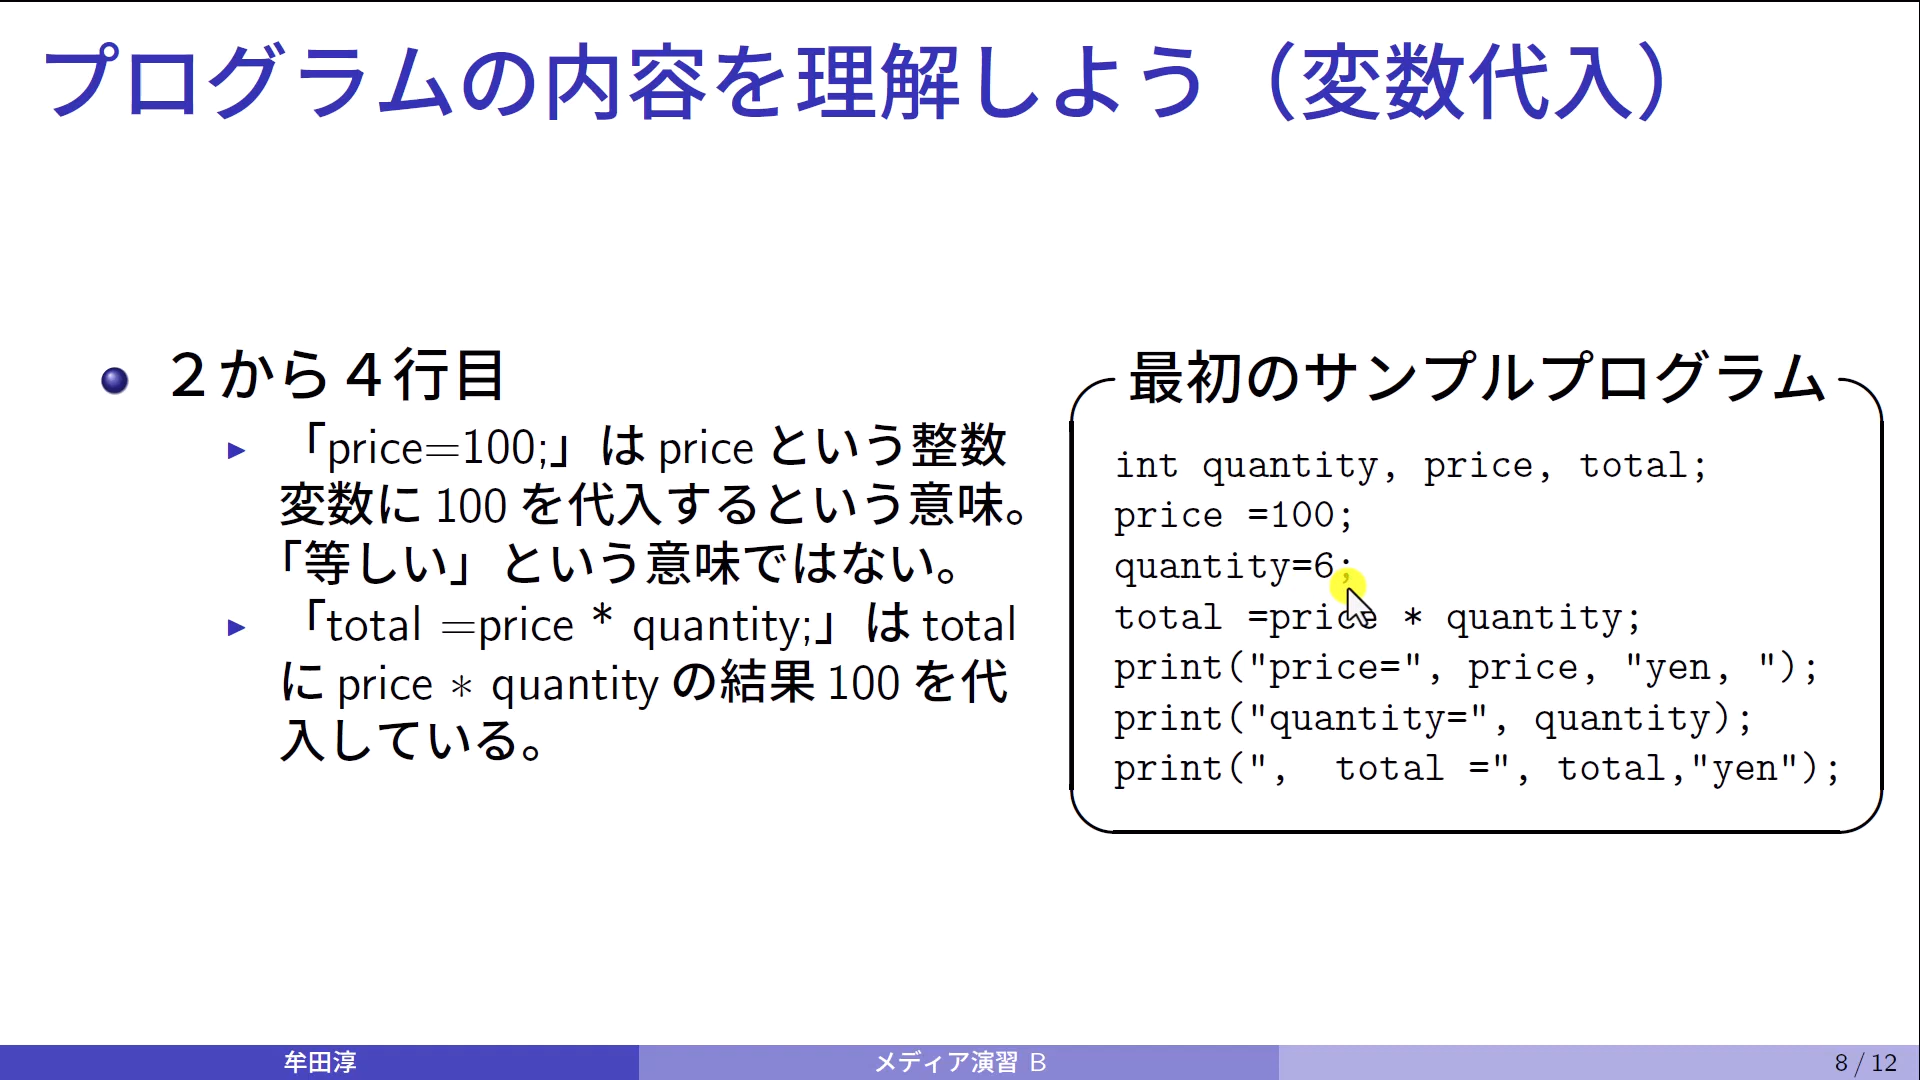 プログラムの内容を理解しよう（変数代入）
２から４行目
「price=100;」は price という整数
変数に 100 を代入するという意味。
「等しい」という意味ではない。
「total =price * quantity;」は total
に price * quantity の結果 100 を代
入している。
最初のサンプルプログラム
int quantity, price, total;
price =100;
quantity=6;
total =price * quantity;
print("price=", price, "yen, ");
print("quantity=", quantity);
print(",  total =", total,"yen");
牟田淳
メディア演習 B
8 / 12